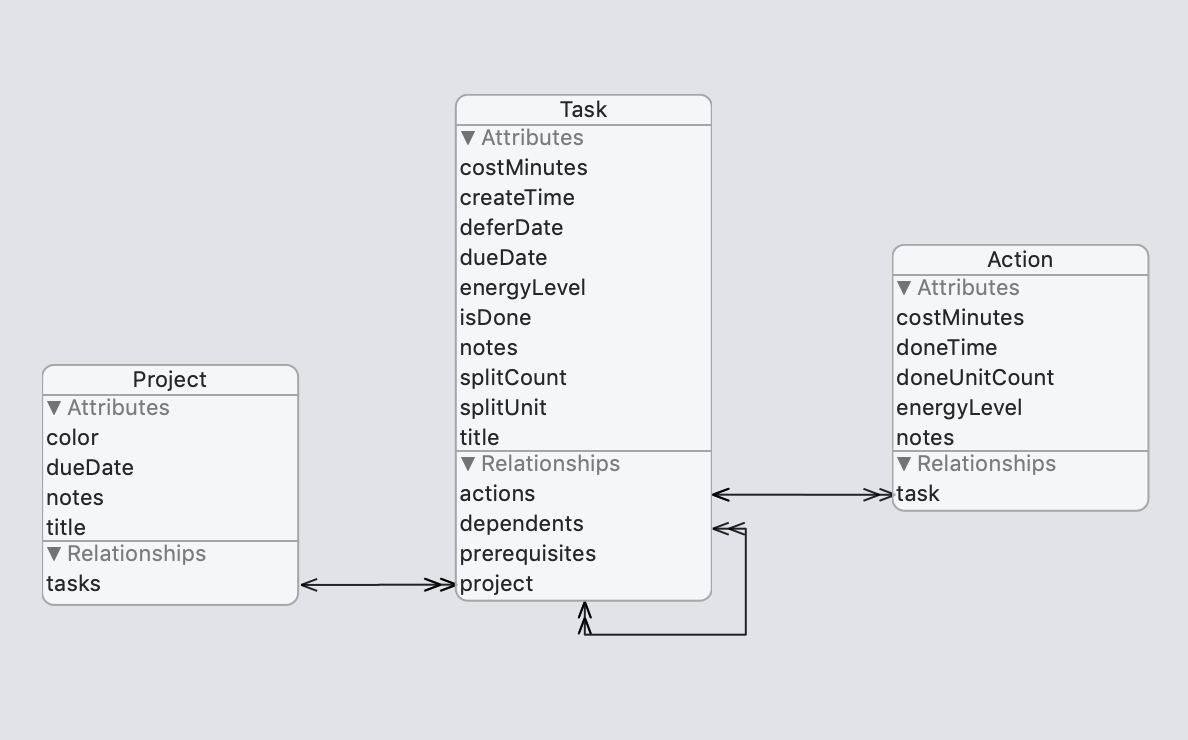 Task
▼ Attributes
costMinutes
createTime
deferDate
dueDate
energyLevel
isDone
notes
splitCount
splitUnit
title
▼ Relationships
actions
dependents
prerequisites
project
Action
▼ Attributes
costMinutes
doneTime
doneUnitCount
energyLevel
notes
▼ Relationships
task
Project
▼ Attributes
color
dueDate
notes
title
▼ Relationships
tasks